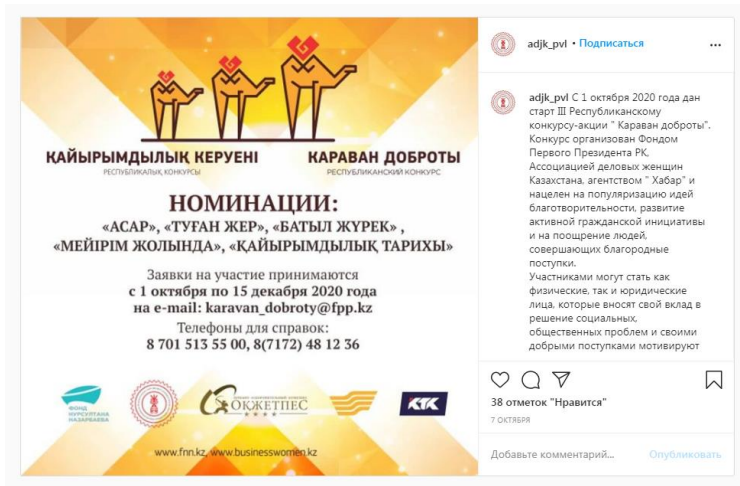 ҚАЙЫРЫМДЫЛЫҚ КЕРУЕНІ
РЕСПУБЛИКАЛЫҚ КОНКУРСЫ
КАРАВАН ДОБРОТЫ
РЕСПУБЛИКАНСКИЙ КОНКУРС
НОМИНАЦИИ:
«АСАР», «ТУҒАН ЖЕР», «БАТЫЛ ЖҮРЕК» ,
«МЕЙІРІМ ЖОЛЫНДА», «ҚАЙЫРЫМДЫЛЫҚ ТАРИХЫ»
Заявки на участие принимаются
с 1 октября по 15 декабря 2020 года
на e-mail: karavan_dobroty@fpp.kz
Телефоны для справок:
8 701 513 55 00, 8(7172) 48 12 36
ФОНД
НУРСУЛТАНА
НАЗАРБАЕВА
ОКЖЕТПЕС
КТК
www.fnn.kz, www.businesswomen.kz
adjk_pvl • Подписаться
adjk_pvl С 1 октября 2020 года дан
старт III Республиканскому
конкурсу-акции " Караван доброты".
Конкурс организован Фондом
Первого Президента РК,
Ассоциацией деловых женщин
Казахстана, агентством " Хабар" и
нацелен на популяризацию идей
благотворительности, развитие
активной гражданской инициативы
и на поощрение людей,
совершающих благородные
поступки.
Участниками могут стать как
физические, так и юридические
лица, которые вносят свой вклад в
решение социальных,
общественных проблем и своими
добрыми поступками мотивируют
38 отметок "Нравится"
7 ОКТЯБРЯ
Добавьте комментарий...
Опубликовать